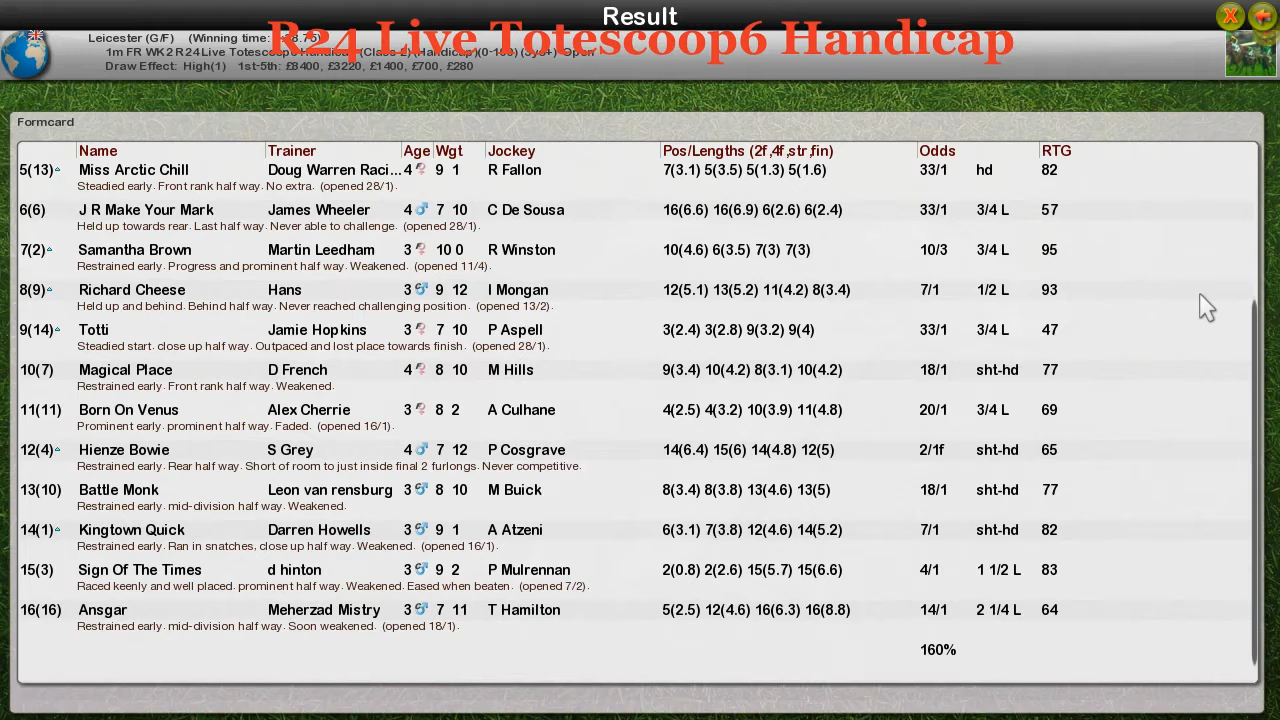 Result
R24 Live Totescoop6 Handicap
Leicester (G/F) (Winning time:
1m FR WK2 R24 Live Totescoop6 Handicap (Class 2) (Handicap)(0-100) (3yo+) Open
Draw Effect: High(1) 1st-5th: £8400, £3220, £1400, £700, £280
Formcard
Name Trainer Age Wgt Jockey Pos/Lengths (2f,4f,str,fin) Odds RTG
5(13) Miss Arctic Chill Doug Warren Raci... 4 9 1 R Fallon 7(3.1) 5(3.5) 5(1.3) 5(1.6) 33/1 hd 82
Steadied early. Front rank half way. No extra. (opened 28/1).
6(6) J R Make Your Mark James Wheeler 4 7 10 C De Sousa 16(6.6) 16(6.9) 6(2.6) 6(2.4) 33/1 3/4 L 57
Held up towards rear. Last half way. Never able to challenge. (opened 28/1).
7(2) Samantha Brown Martin Leedham 3 10 0 R Winston 10(4.6) 6(3.5) 7(3) 7(3) 10/3 3/4 L 95
Restrained early. Progress and prominent half way. Weakened. (opened 11/4).
8(9) Richard Cheese Hans 3 9 12 I Mongan 12(5.1) 13(5.2) 11(4.2) 8(3.4) 7/1 1/2 L 93
Held up and behind. Behind half way. Never reached challenging position. (opened 13/2).
9(14) Totti Jamie Hopkins 3 7 10 P Aspell 3(2.4) 3(2.8) 9(3.2) 9(4) 33/1 3/4 L 47
Steadied start. close up half way. Outpaced and lost place towards finish. (opened 28/1).
10(7) Magical Place D French 4 8 10 M Hills 9(3.4) 10(4.2) 8(3.1) 10(4.2) 18/1 sht-hd 77
Restrained early. Front rank half way. Weakened.
11(11) Born On Venus Alex Cherrie 3 8 2 A Culhane 4(2.5) 4(3.2) 10(3.9) 11(4.8) 20/1 3/4 L 69
Prominent early. prominent half way. Faded. (opened 16/1).
12(4) Hienze Bowie S Grey 4 7 12 P Cosgrave 14(6.4) 15(6) 14(4.8) 12(5) 2/1f sht-hd 65
Restrained early. Rear half way. Short of room to just inside final 2 furlongs. Never competitive.
13(10) Battle Monk Leon van rensburg 3 8 10 M Buick 8(3.4) 8(3.8) 13(4.6) 13(5) 18/1 sht-hd 77
Restrained early. mid-division half way. Weakened.
14(1) Kingtown Quick Darren Howells 3 9 1 A Atzeni 6(3.1) 7(3.8) 12(4.6) 14(5.2) 7/1 sht-hd 82
Restrained early. Ran in snatches, close up half way. Weakened. (opened 16/1).
15(3) Sign Of The Times d hinton 3 9 2 P Mulrennan 2(0.8) 2(2.6) 15(5.7) 15(6.6) 4/1 1 1/2 L 83
Raced keenly and well placed. prominent half way. Weakened. Eased when beaten. (opened 7/2).
16(16) Ansgar Meherzad Mistry 3 7 11 T Hamilton 5(2.5) 12(4.6) 16(6.3) 16(8.8) 14/1 2 1/4 L 64
Restrained early. mid-division half way. Soon weakened. (opened 18/1).
160%